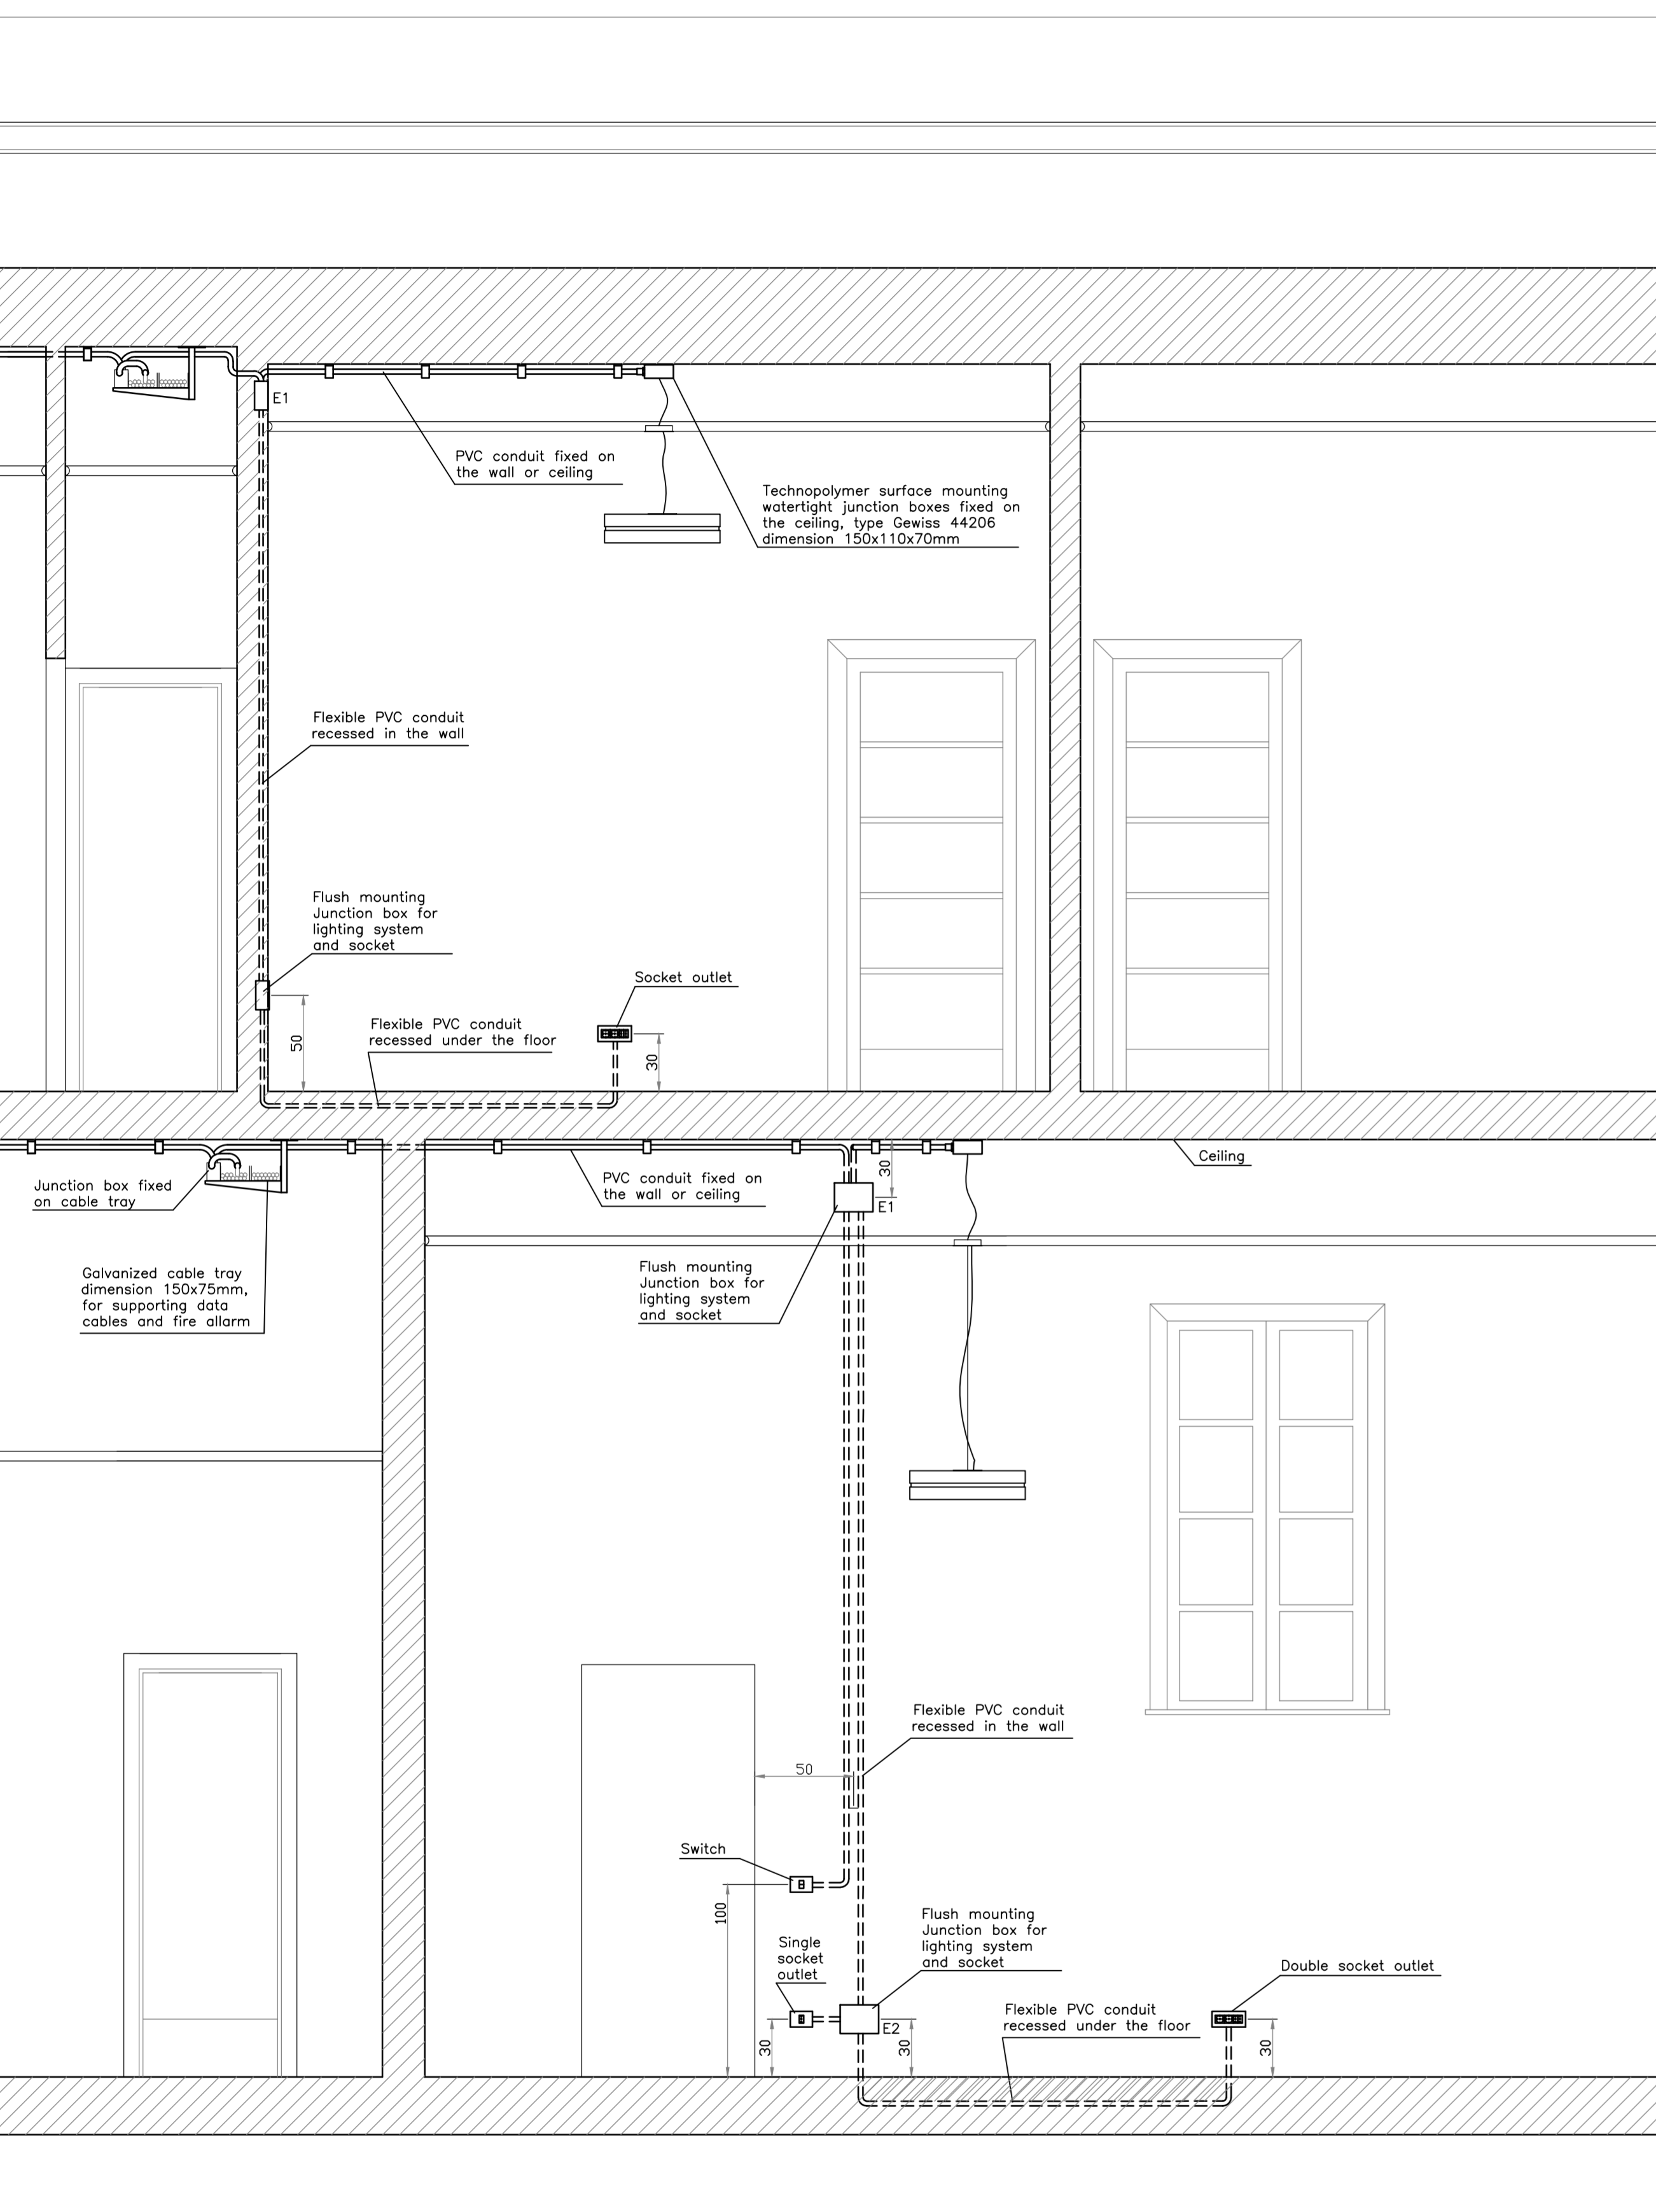 E1
PVC conduit fixed on
the wall or ceiling
Technopolymer surface mounting
watertight junction boxes fixed on
the ceiling, type Gewiss 44206
dimension 150x110x70mm
Flexible PVC conduit
recessed in the wall
Flush mounting
Junction box for
lighting system
and socket
Socket outlet
Flexible PVC conduit
recessed under the floor
50
30
Junction box fixed
on cable tray
PVC conduit fixed on
the wall or ceiling
30
E1
Ceiling
Galvanized cable tray
dimension 150x75mm,
for supporting data
cables and fire allarm
Flush mounting
Junction box for
lighting system
and socket
Flexible PVC conduit
recessed in the wall
50
Switch
100
Flush mounting
Junction box for
lighting system
and socket
Single
socket
outlet
Double socket outlet
Flexible PVC conduit
recessed under the floor
E2
30
30
30